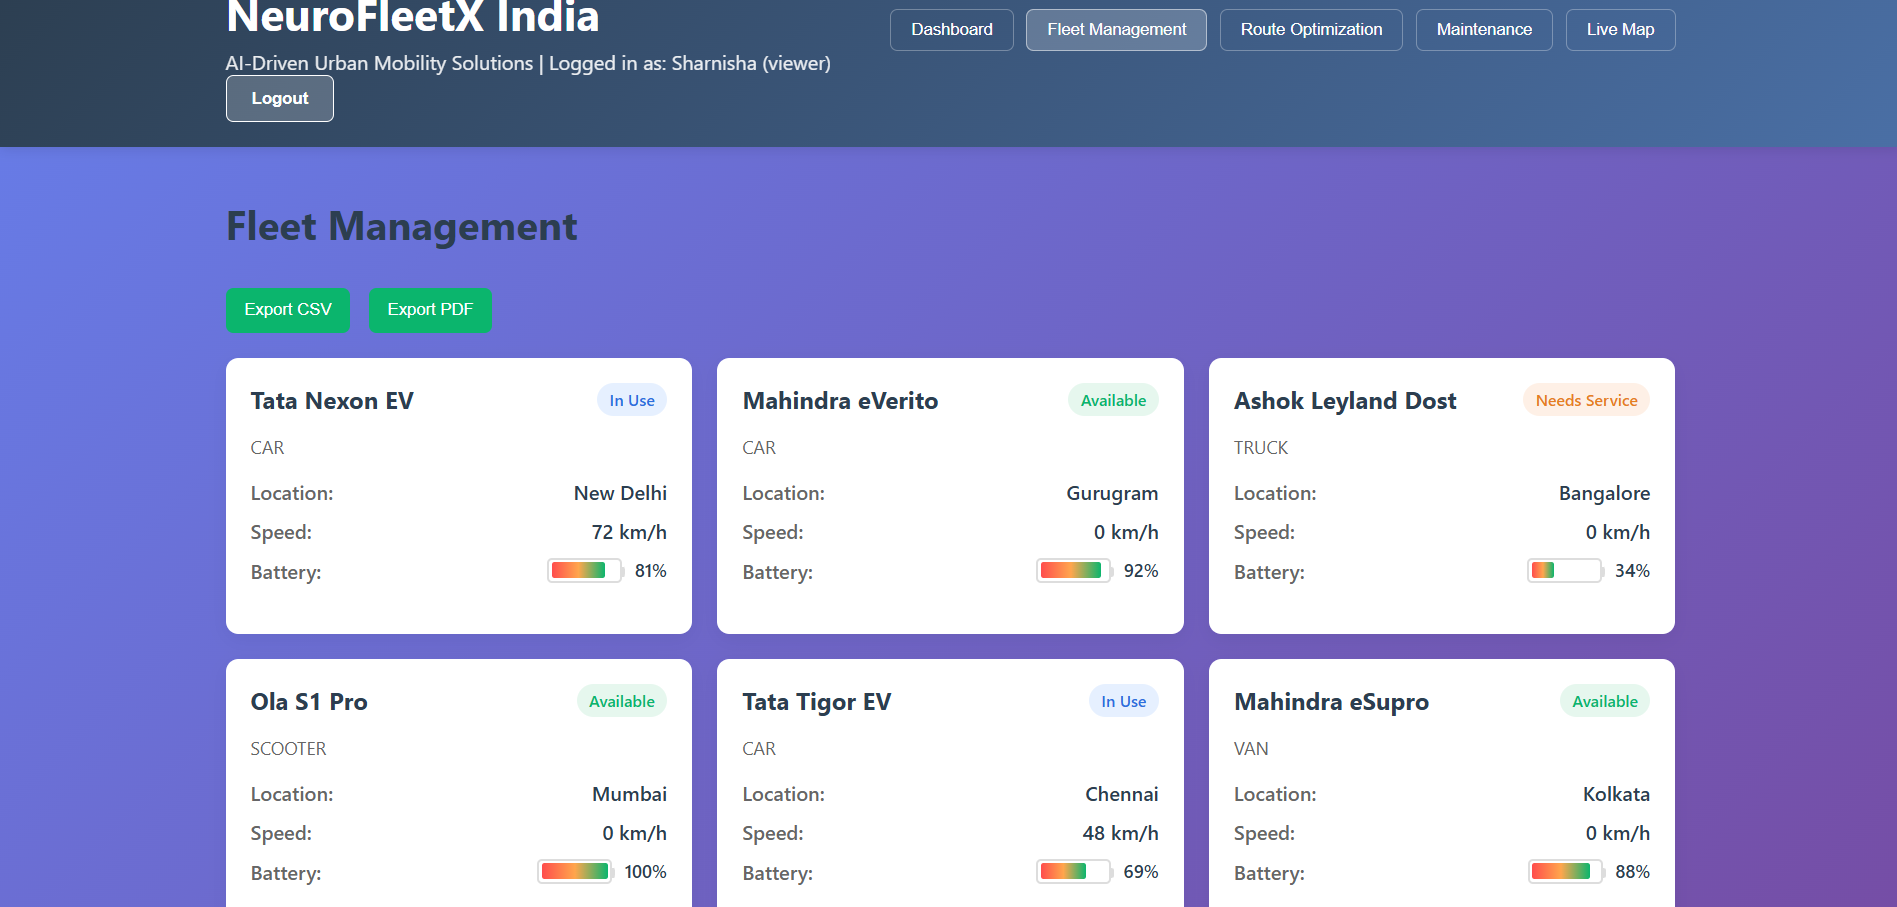 NeuroFleetX India
AI-Driven Urban Mobility Solutions | Logged in as: Sharnisha (viewer)
Logout
Dashboard
Fleet Management
Route Optimization
Maintenance
Live Map
Fleet Management
Export CSV
Export PDF
Tata Nexon EV
In Use
CAR
Location: New Delhi
Speed: 72 km/h
Battery: 81%
Mahindra eVerito
Available
CAR
Location: Gurugram
Speed: 0 km/h
Battery: 92%
Ashok Leyland Dost
Needs Service
TRUCK
Location: Bangalore
Speed: 0 km/h
Battery: 34%
Ola S1 Pro
Available
SCOOTER
Location: Mumbai
Speed: 0 km/h
Battery: 100%
Tata Tigor EV
In Use
CAR
Location: Chennai
Speed: 48 km/h
Battery: 69%
Mahindra eSupro
Available
VAN
Location: Kolkata
Speed: 0 km/h
Battery: 88%